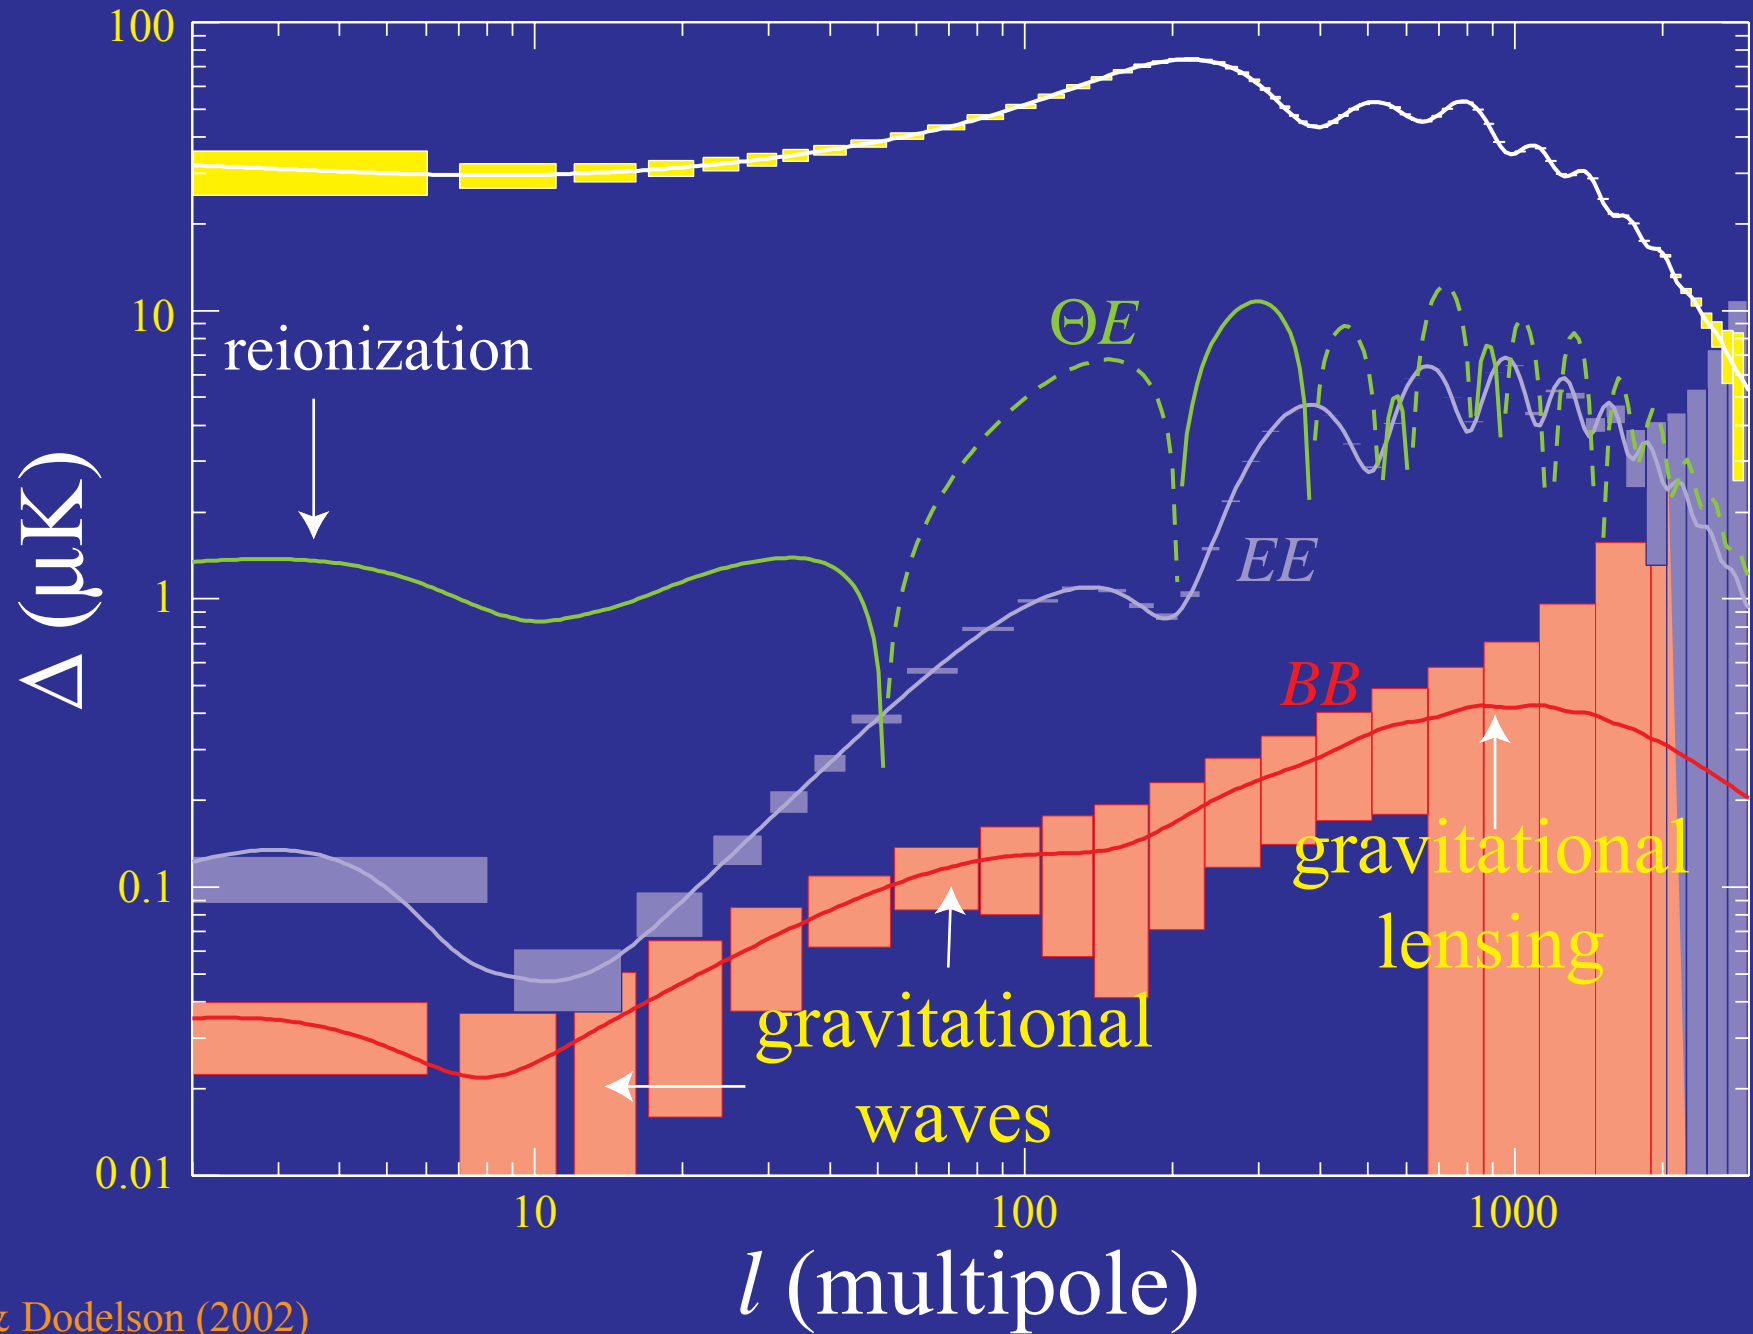 100
10
1
0.1
0.01
Δ (μK)
reionization
ΘE
EE
BB
gravitational
lensing
gravitational
waves
10
100
1000
l (multipole)
& Dodelson (2002)